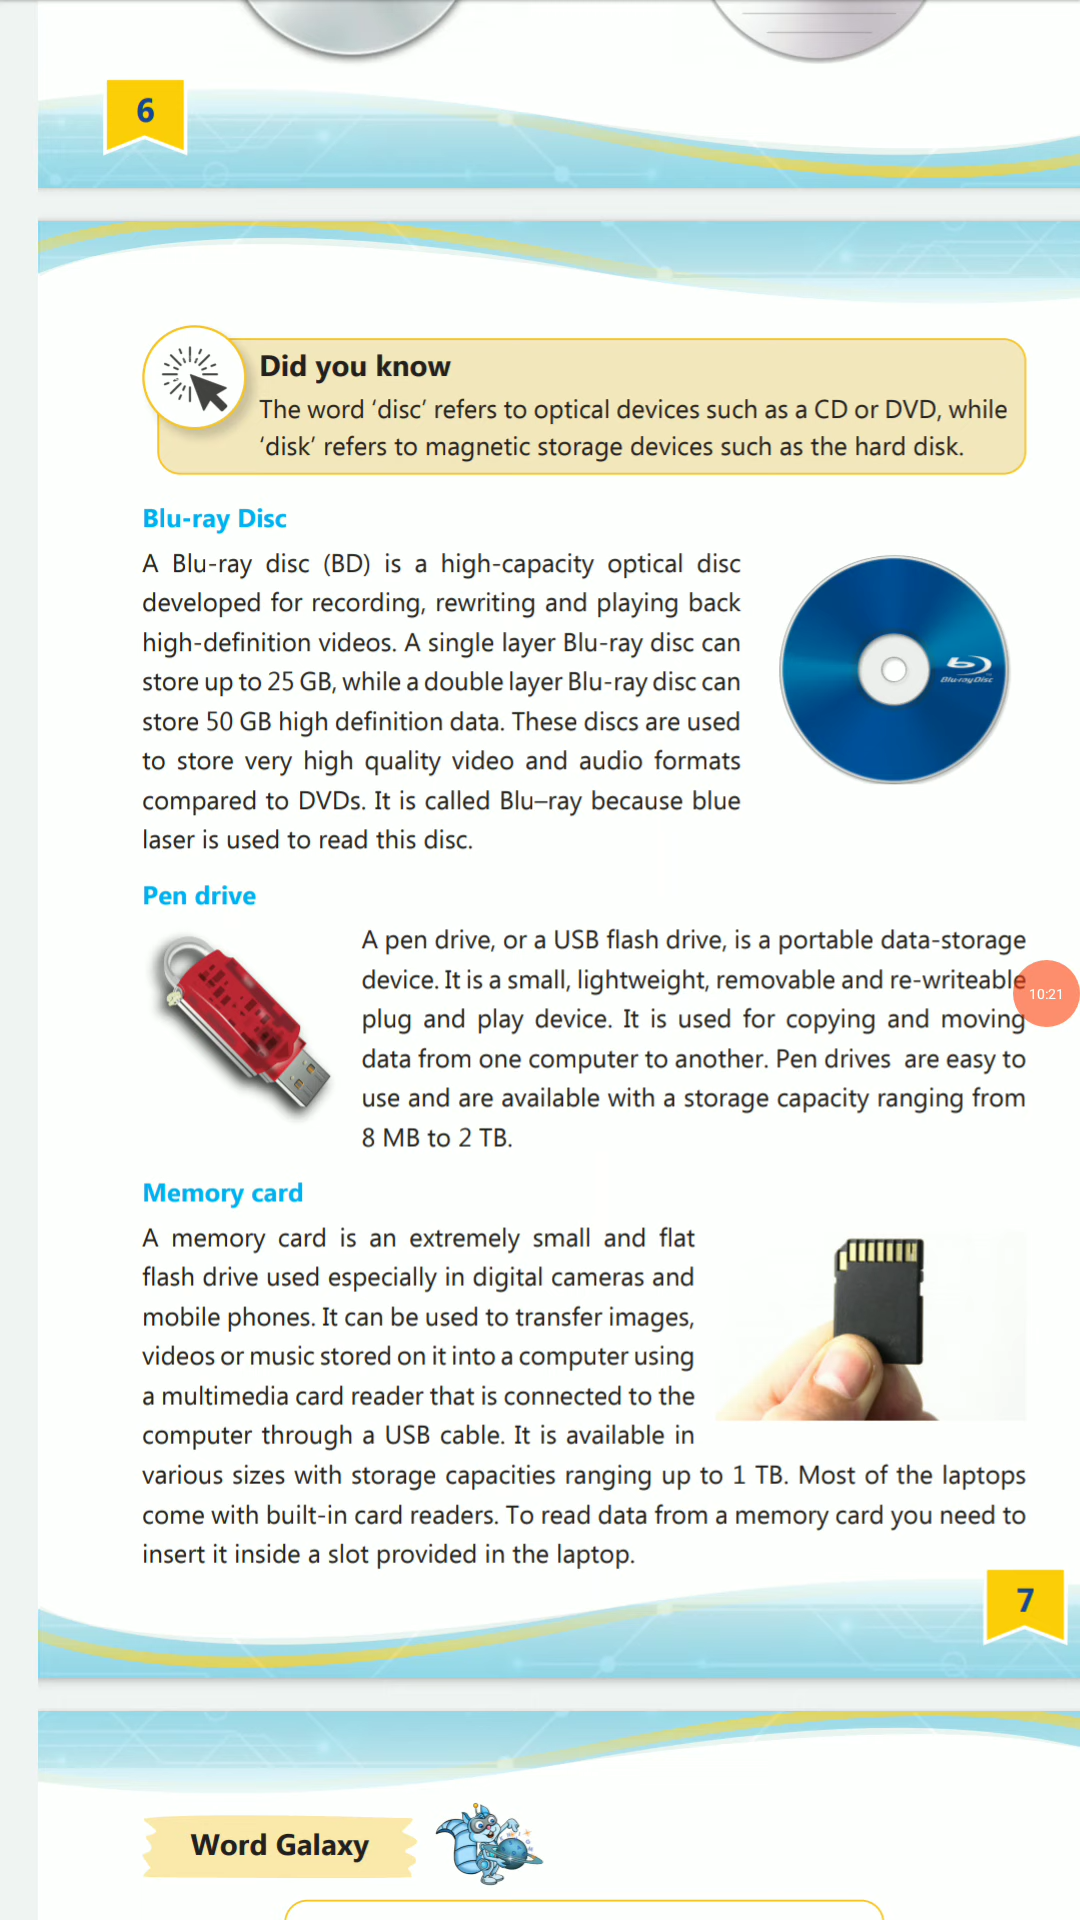 6
Did you know
The word ‘disc’ refers to optical devices such as a CD or DVD, while
‘disk’ refers to magnetic storage devices such as the hard disk.
Blu-ray Disc
A Blu-ray disc (BD) is a high-capacity optical disc
developed for recording, rewriting and playing back
high-definition videos. A single layer Blu-ray disc can
store up to 25 GB, while a double layer Blu-ray disc can
store 50 GB high definition data. These discs are used
to store very high quality video and audio formats
compared to DVDs. It is called Blu–ray because blue
laser is used to read this disc.
Blu-ray Disc
Pen drive
A pen drive, or a USB flash drive, is a portable data-storage
device. It is a small, lightweight, removable and re-writeable
plug and play device. It is used for copying and moving
data from one computer to another. Pen drives are easy to
use and are available with a storage capacity ranging from
8 MB to 2 TB.
10:21
Memory card
A memory card is an extremely small and flat
flash drive used especially in digital cameras and
mobile phones. It can be used to transfer images,
videos or music stored on it into a computer using
a multimedia card reader that is connected to the
computer through a USB cable. It is available in
various sizes with storage capacities ranging up to 1 TB. Most of the laptops
come with built-in card readers. To read data from a memory card you need to
insert it inside a slot provided in the laptop.
7
Word Galaxy